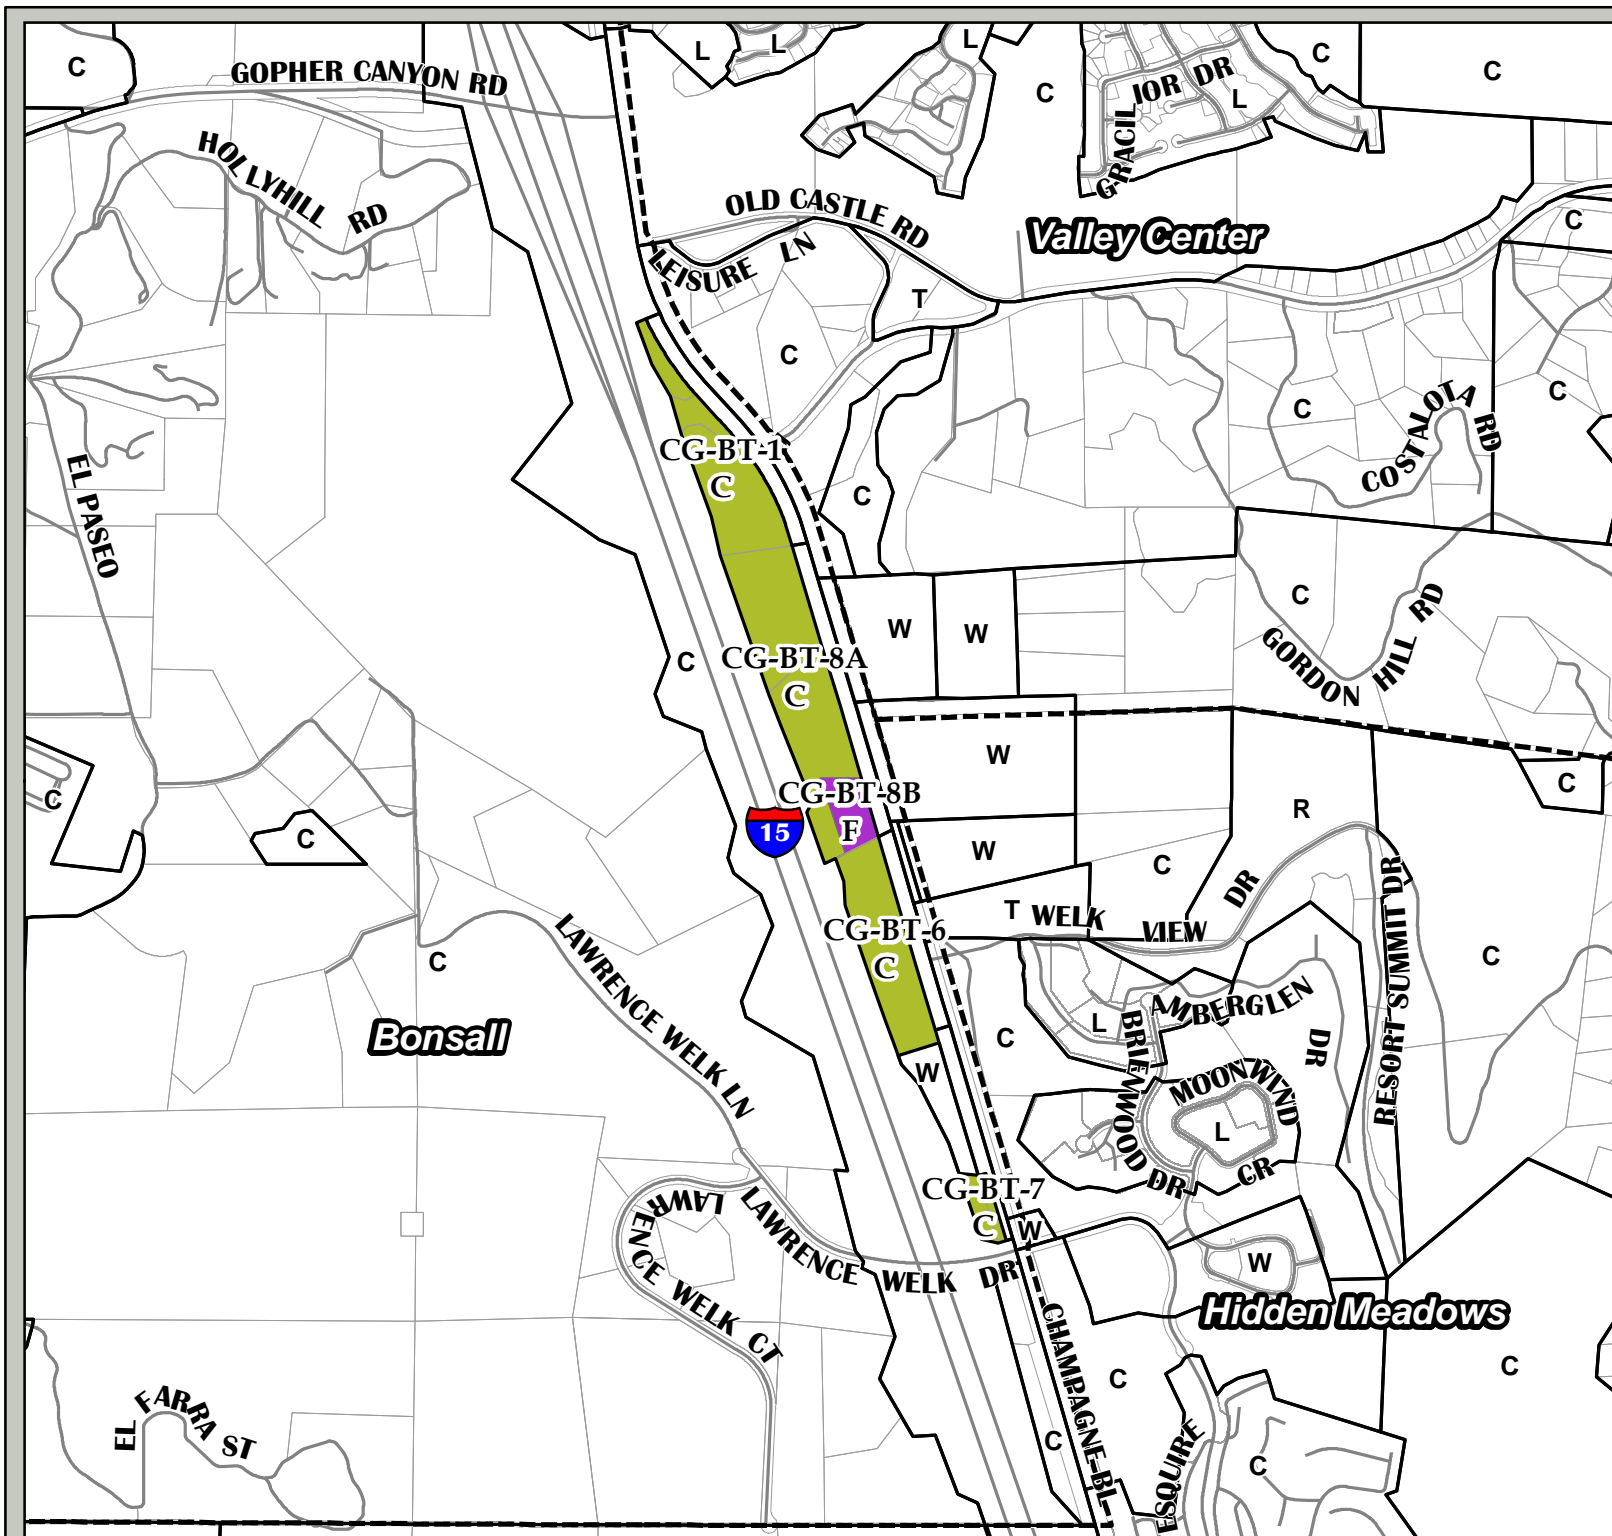 L
L
L
C
C
C
C
GOPHER CANYON RD
IOR DR
L
GRACIL
HOLLYHILL RD
OLD CASTLE RD
C
Valley Center
LEISURE LN
T
C
C
C
COSTALOTA RD
CG-BT-1
C
C
EL PASEO
C
W
W
GORDON HILL RD
C
CG-BT-8A
C
W
C
C
CG-BT-8B
F
R
15
C
W
C
T
WELK VIEW DR
CG-BT-6
C
RESORT SUMMIT DR
C
C
LAWRENCE WELK LN
AMBERGLEN DR
L
BRIEWOOD DR
Bonsall
C
W
MOONWIND CR
L
CG-BT-7
C
W
LAWRENCE WELK CT
LAWRENCE WELK DR
W
Hidden Meadows
CHAMPAGNE BL
C
C
EL FARRA ST
C
ESQUIRE
C